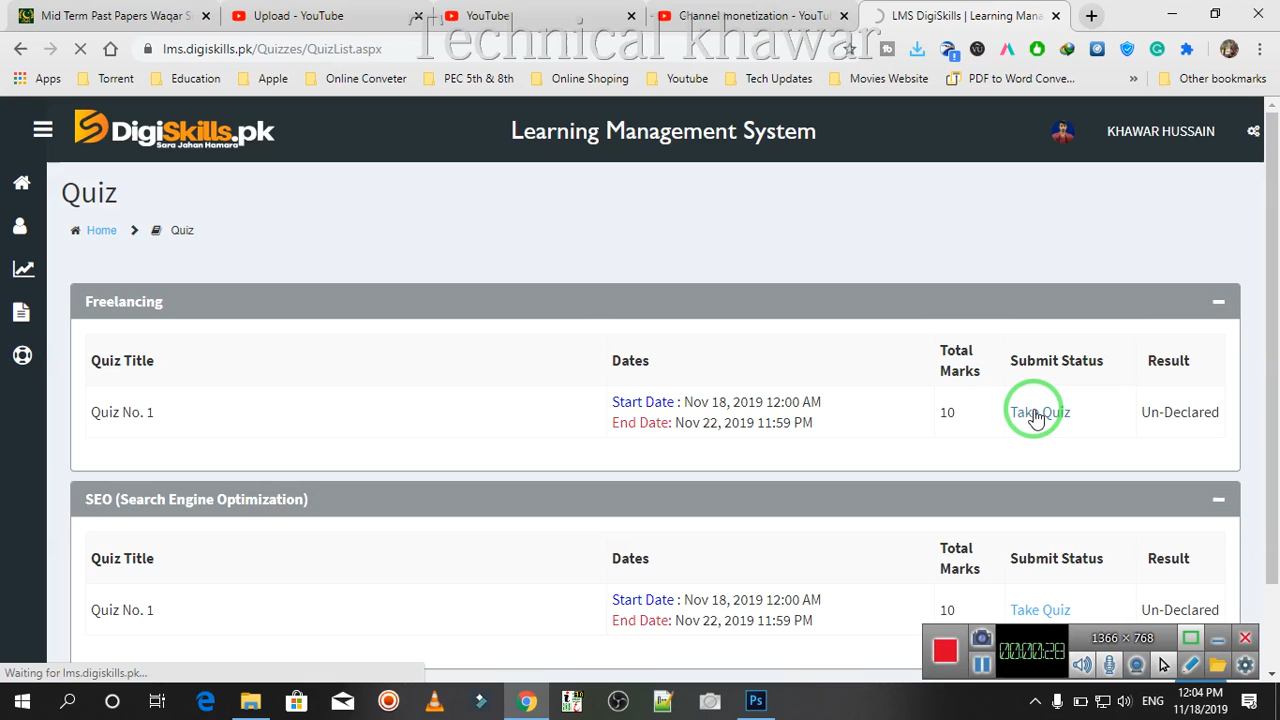 Mid Term Past Papers Waqar S
Upload - YouTube
YouTube
Channel monetization - YouTu
LMS DigiSkills | Learning Mana
lms.digiskills.pk/Quizzes/QuizList.aspx
Technical khawar
Apps
Torrent
Education
Apple
Online Conveter
PEC 5th & 8th
Online Shoping
Youtube
Tech Updates
Movies Website
PDF to Word Conve...
»
Other bookmarks
DigiSkills.pk
Sara Jahan Hamara
Learning Management System
KHAWAR HUSSAIN
Quiz
Home
Quiz
Freelancing
Quiz Title
Dates
Total Marks
Submit Status
Result
Quiz No. 1
Start Date : Nov 18, 2019 12:00 AM
End Date: Nov 22, 2019 11:59 PM
10
Take Quiz
Un-Declared
SEO (Search Engine Optimization)
Quiz Title
Dates
Total Marks
Submit Status
Result
Quiz No. 1
Start Date : Nov 18, 2019 12:00 AM
End Date: Nov 22, 2019 11:59 PM
10
Take Quiz
Un-Declared
00:00:28
1366 × 768
Waiting for lms.digiskills.pk...
Ps
ENG
12:04 PM
11/18/2019